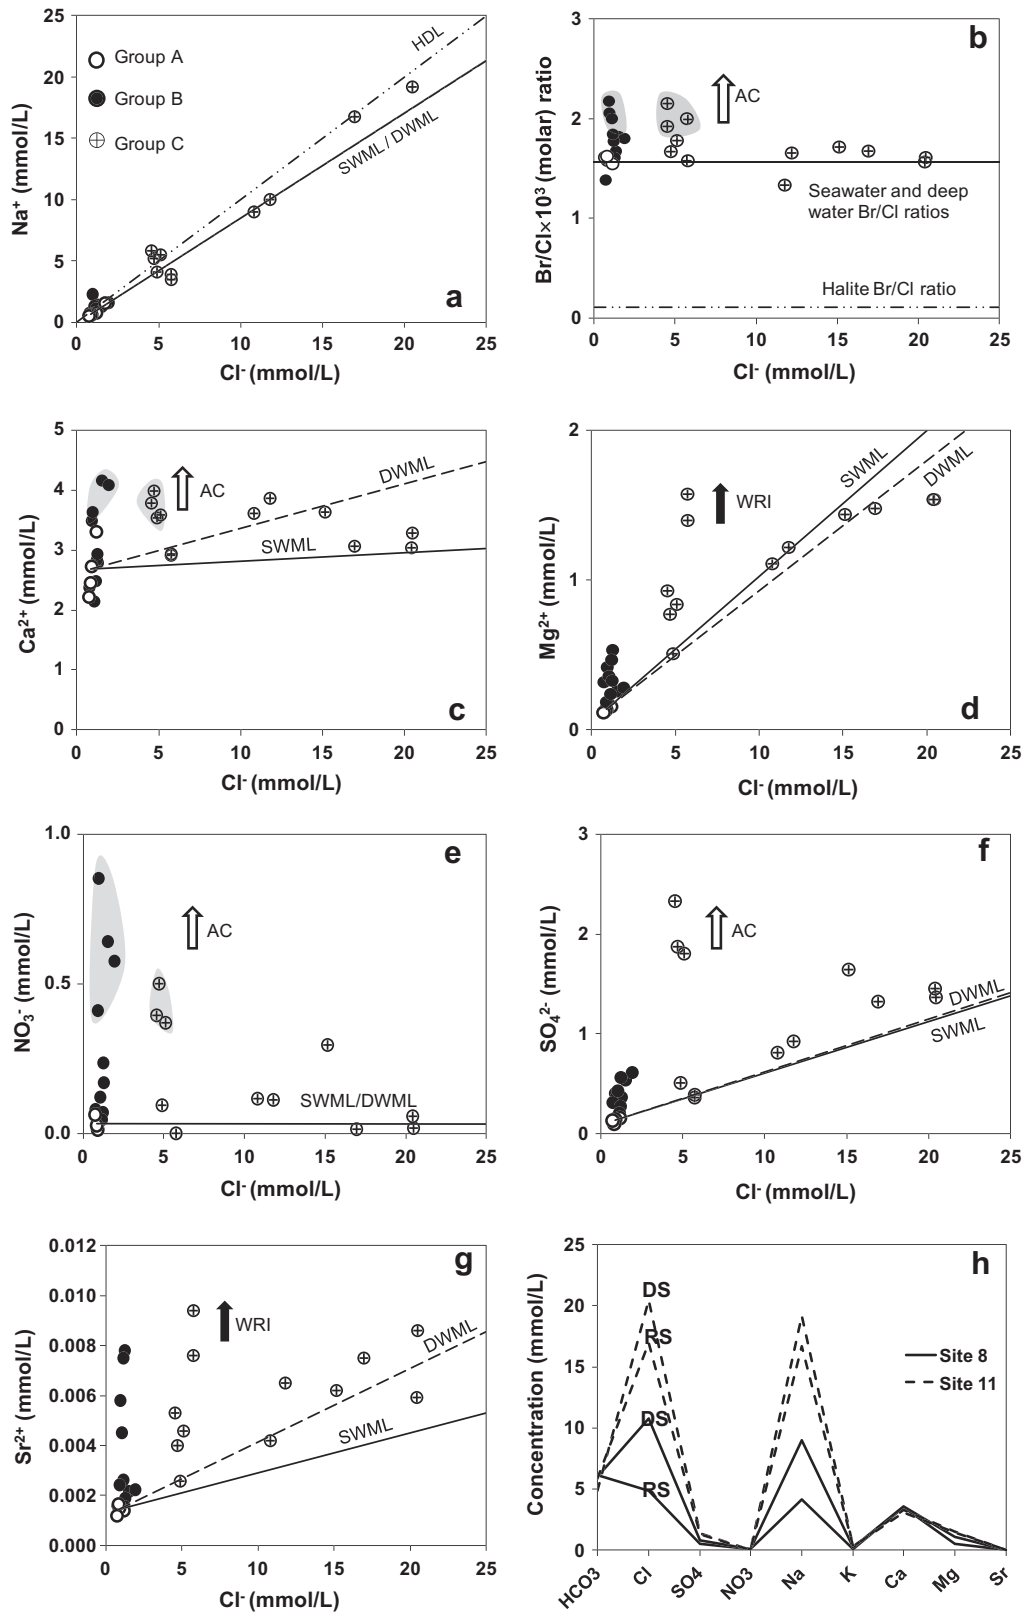 25
20
15
10
5
0
Na⁺ (mmol/L)
Group A
Group B
Group C
HDL
SWML / DWML
a
0 5 10 15 20 25
Cl⁻ (mmol/L)
3
2
1
0
Br/Cl×10³ (molar) ratio
b
AC
Seawater and deep
water Br/Cl ratios
Halite Br/Cl ratio
0 5 10 15 20 25
Cl⁻ (mmol/L)
5
4
3
2
1
0
Ca²⁺ (mmol/L)
AC
DWML
SWML
c
0 5 10 15 20 25
Cl⁻ (mmol/L)
2
1
0
Mg²⁺ (mmol/L)
WRI
SWML
DWML
d
0 5 10 15 20 25
Cl⁻ (mmol/L)
1.0
0.5
0.0
NO₃⁻ (mmol/L)
e
AC
SWML/DWML
0 5 10 15 20 25
Cl⁻ (mmol/L)
3
2
1
0
SO₄²⁻ (mmol/L)
f
AC
DWML
SWML
0 5 10 15 20 25
Cl⁻ (mmol/L)
0.012
0.010
0.008
0.006
0.004
0.002
0.000
Sr²⁺ (mmol/L)
g
WRI
DWML
SWML
0 5 10 15 20 25
Cl⁻ (mmol/L)
25
20
15
10
5
0
Concentration (mmol/L)
h
DS
RS
DS
RS
Site 8
Site 11
HCO3 Cl SO4 NO3 Na K Ca Mg Sr